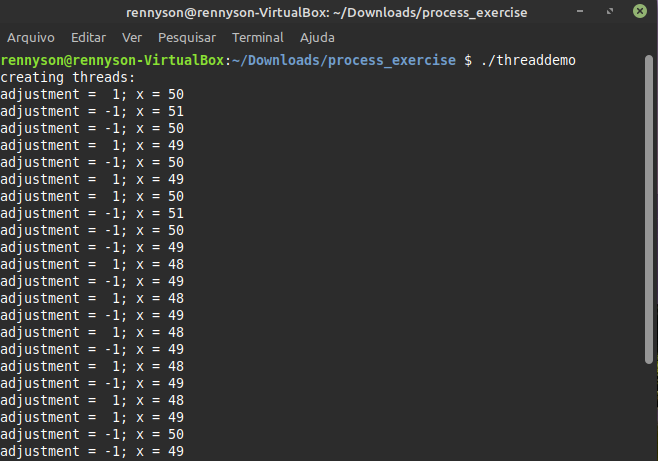 rennyson@rennyson-VirtualBox: ~/Downloads/process_exercise
Arquivo Editar Ver Pesquisar Terminal Ajuda
rennyson@rennyson-VirtualBox:~/Downloads/process_exercise $ ./threaddemo
creating threads:
adjustment =  1; x = 50
adjustment = -1; x = 51
adjustment = -1; x = 50
adjustment =  1; x = 49
adjustment = -1; x = 50
adjustment =  1; x = 49
adjustment =  1; x = 50
adjustment = -1; x = 51
adjustment = -1; x = 50
adjustment = -1; x = 49
adjustment =  1; x = 48
adjustment = -1; x = 49
adjustment =  1; x = 48
adjustment = -1; x = 49
adjustment =  1; x = 48
adjustment = -1; x = 49
adjustment =  1; x = 48
adjustment = -1; x = 49
adjustment =  1; x = 48
adjustment =  1; x = 49
adjustment = -1; x = 50
adjustment = -1; x = 49